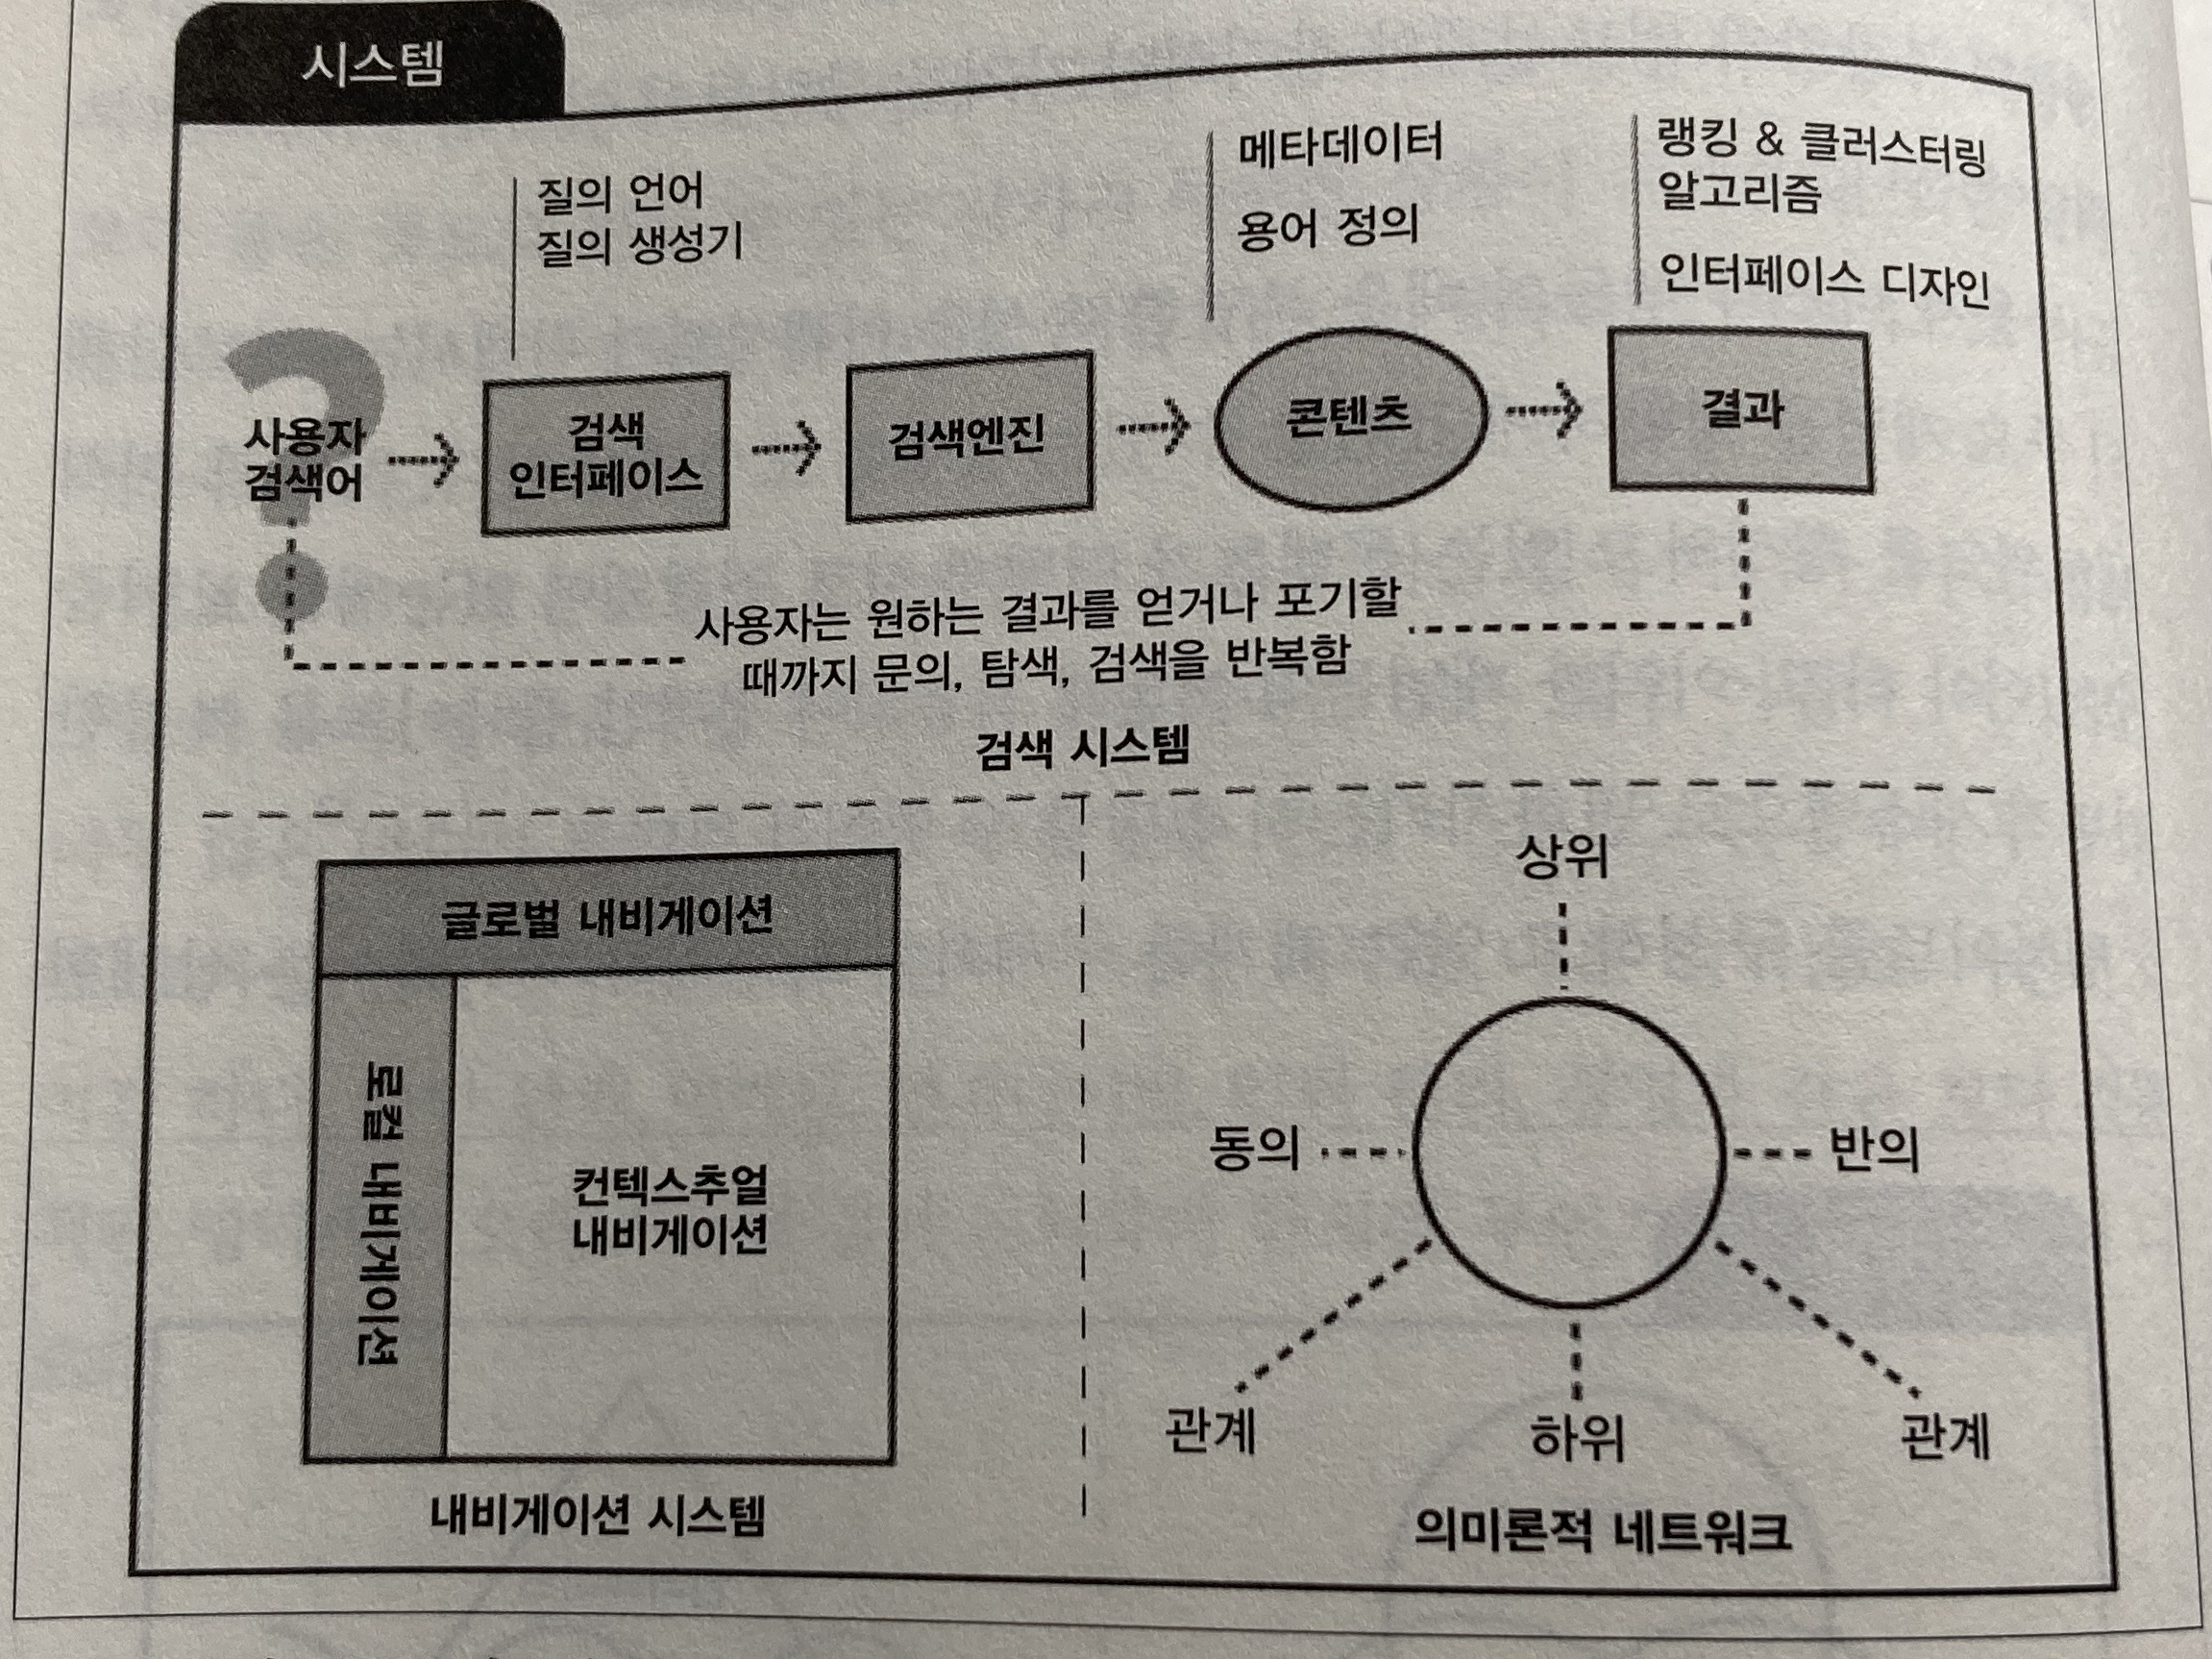 시스템
질의 언어
질의 생성기
메타데이터
용어 정의
랭킹 & 클러스터링
알고리즘
인터페이스 디자인
사용자
검색어
검색
인터페이스
검색엔진
콘텐츠
결과
사용자는 원하는 결과를 얻거나 포기할
때까지 문의, 탐색, 검색을 반복함
검색 시스템
글로벌 내비게이션
로컬 내비게이션
컨텍스추얼
내비게이션
내비게이션 시스템
상위
동의
반의
관계
하위
관계
의미론적 네트워크